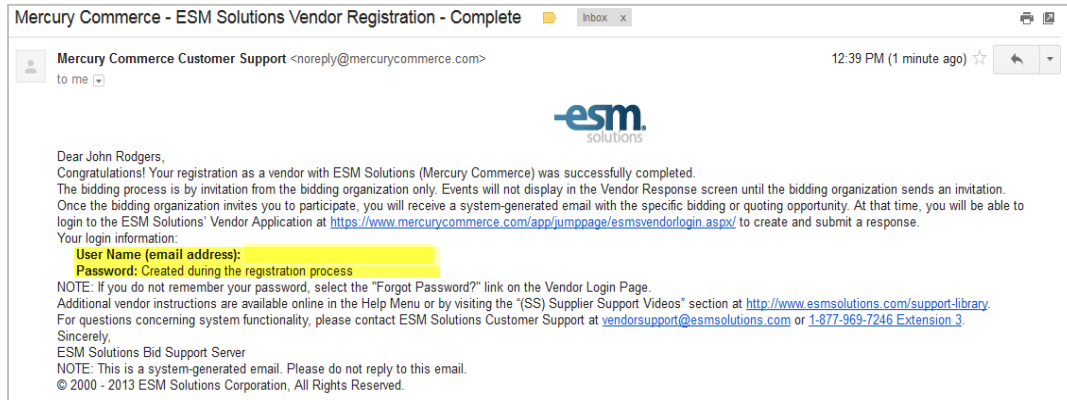 Mercury Commerce - ESM Solutions Vendor Registration - Complete Inbox x
Mercury Commerce Customer Support <noreply@mercurycommerce.com> 12:39 PM (1 minute ago)
to me
esm.
solutions
Dear John Rodgers,
Congratulations! Your registration as a vendor with ESM Solutions (Mercury Commerce) was successfully completed.
The bidding process is by invitation from the bidding organization only. Events will not display in the Vendor Response screen until the bidding organization sends an invitation.
Once the bidding organization invites you to participate, you will receive a system-generated email with the specific bidding or quoting opportunity. At that time, you will be able to
login to the ESM Solutions' Vendor Application at https://www.mercurycommerce.com/app/jumppage/esmsvendorlogin.aspx/ to create and submit a response.
Your login information:
User Name (email address):
Password: Created during the registration process
NOTE: If you do not remember your password, select the "Forgot Password?" link on the Vendor Login Page.
Additional vendor instructions are available online in the Help Menu or by visiting the “(SS) Supplier Support Videos” section at http://www.esmsolutions.com/support-library.
For questions concerning system functionality, please contact ESM Solutions Customer Support at vendorsupport@esmsolutions.com or 1-877-969-7246 Extension 3.
Sincerely,
ESM Solutions Bid Support Server
NOTE: This is a system-generated email. Please do not reply to this email.
© 2000 - 2013 ESM Solutions Corporation, All Rights Reserved.